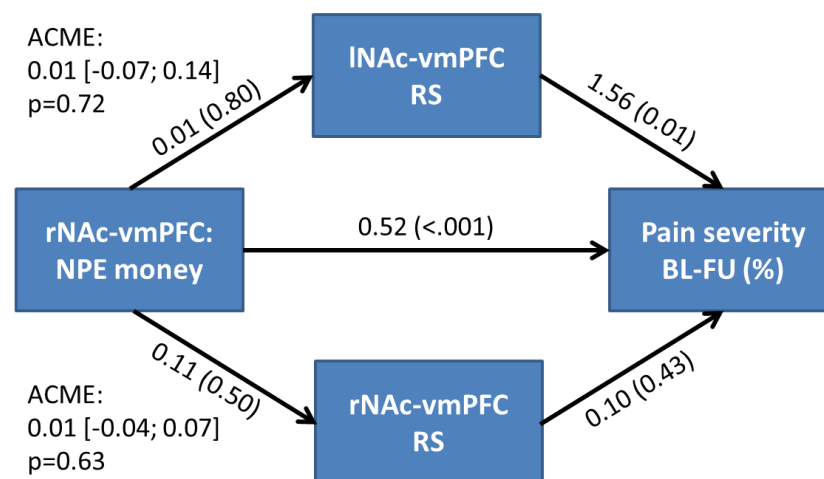 ACME:
0.01 [-0.07; 0.14]
p=0.72
0.01 (0.80)
lNAc-vmPFC
RS
1.56 (0.01)
rNAc-vmPFC:
NPE money
0.52 (<.001)
Pain severity
BL-FU (%)
ACME:
0.01 [-0.04; 0.07]
p=0.63
0.11 (0.50)
rNAc-vmPFC
RS
0.10 (0.43)